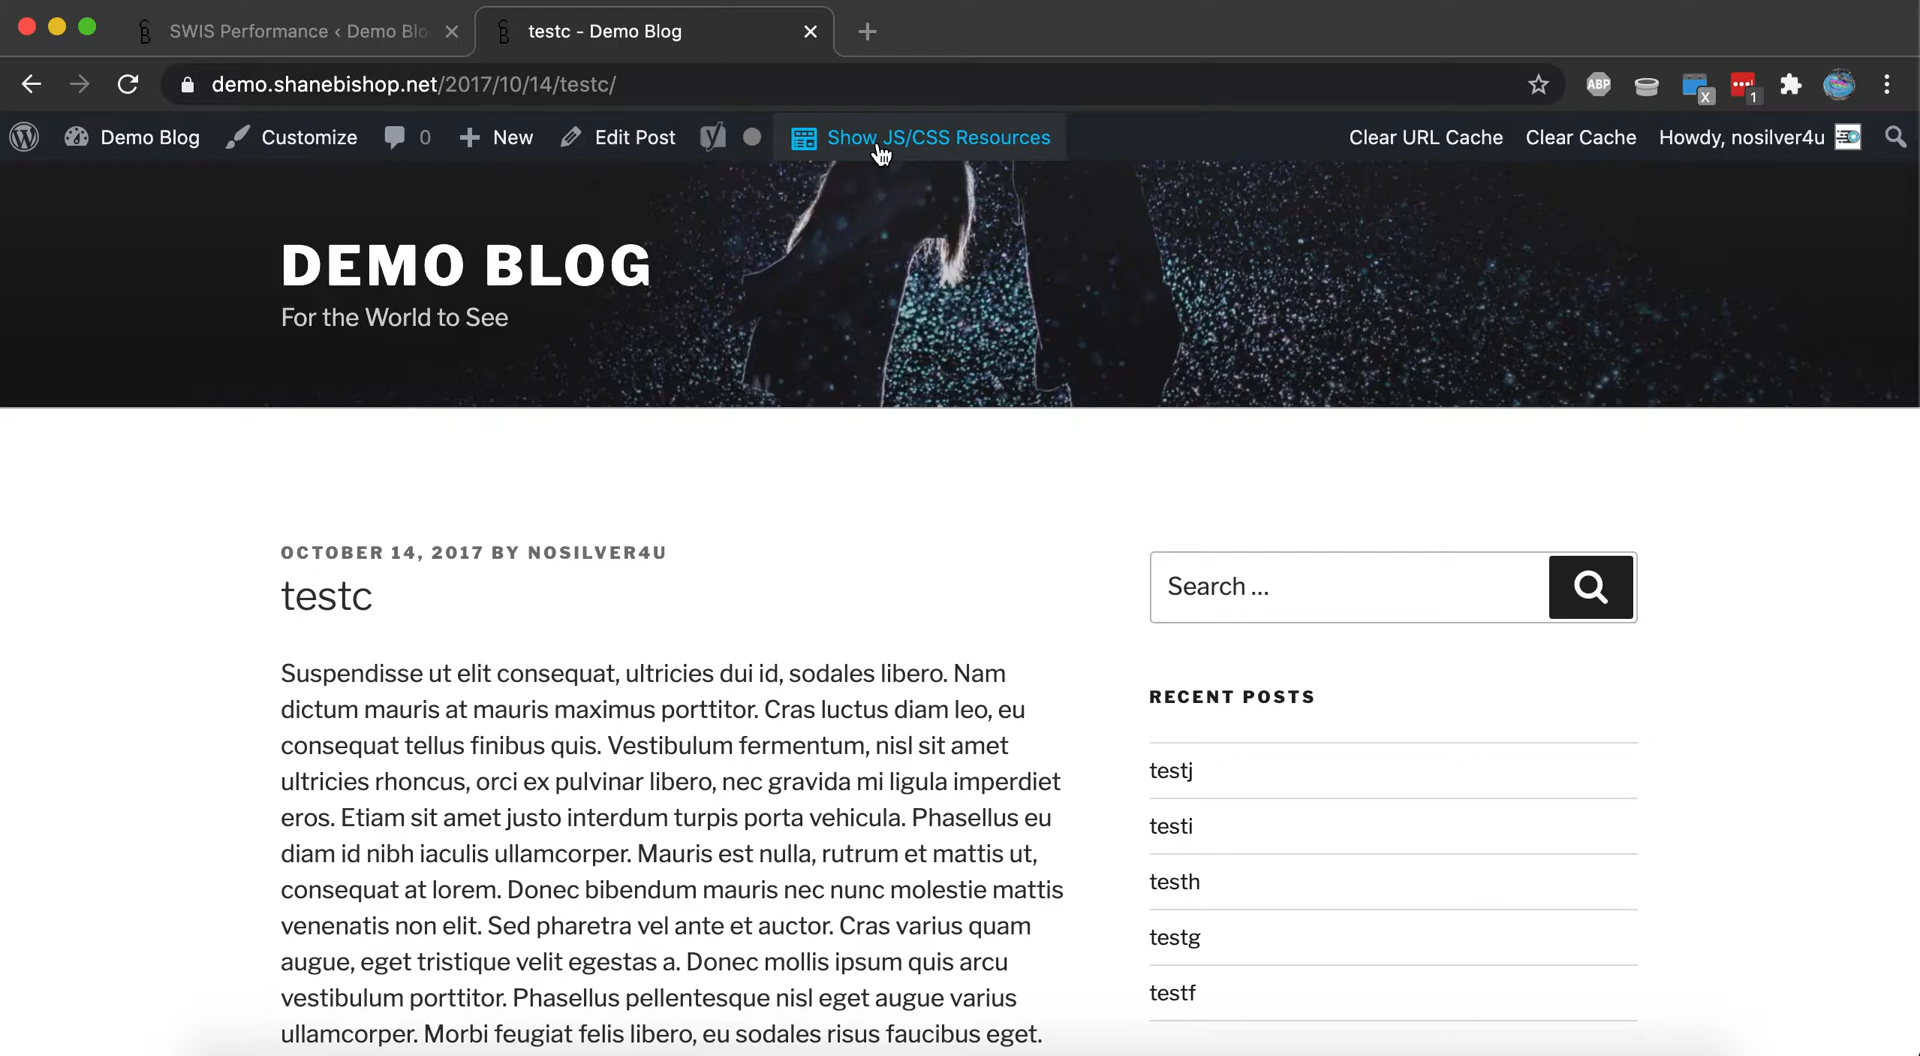 SWIS Performance ‹ Demo Blo
testc - Demo Blog
demo.shanebishop.net/2017/10/14/testc/
ABP
X
1
Demo Blog
Customize
0
New
Edit Post
Show JS/CSS Resources
Clear URL Cache
Clear Cache
Howdy, nosilver4u
DEMO BLOG
For the World to See
OCTOBER 14, 2017 BY NOSILVER4U
testc
Suspendisse ut elit consequat, ultricies dui id, sodales libero. Nam
dictum mauris at mauris maximus porttitor. Cras luctus diam leo, eu
consequat tellus finibus quis. Vestibulum fermentum, nisl sit amet
ultricies rhoncus, orci ex pulvinar libero, nec gravida mi ligula imperdiet
eros. Etiam sit amet justo interdum turpis porta vehicula. Phasellus eu
diam id nibh iaculis ullamcorper. Mauris est nulla, rutrum et mattis ut,
consequat at lorem. Donec bibendum mauris nec nunc molestie mattis
venenatis non elit. Sed pharetra vel ante et auctor. Cras varius quam
augue, eget tristique velit egestas a. Donec mollis ipsum quis arcu
vestibulum porttitor. Phasellus pellentesque nisl eget augue varius
ullamcorper. Morbi feugiat felis libero, eu sodales risus faucibus eget.
Search ...
RECENT POSTS
testj
testi
testh
testg
testf